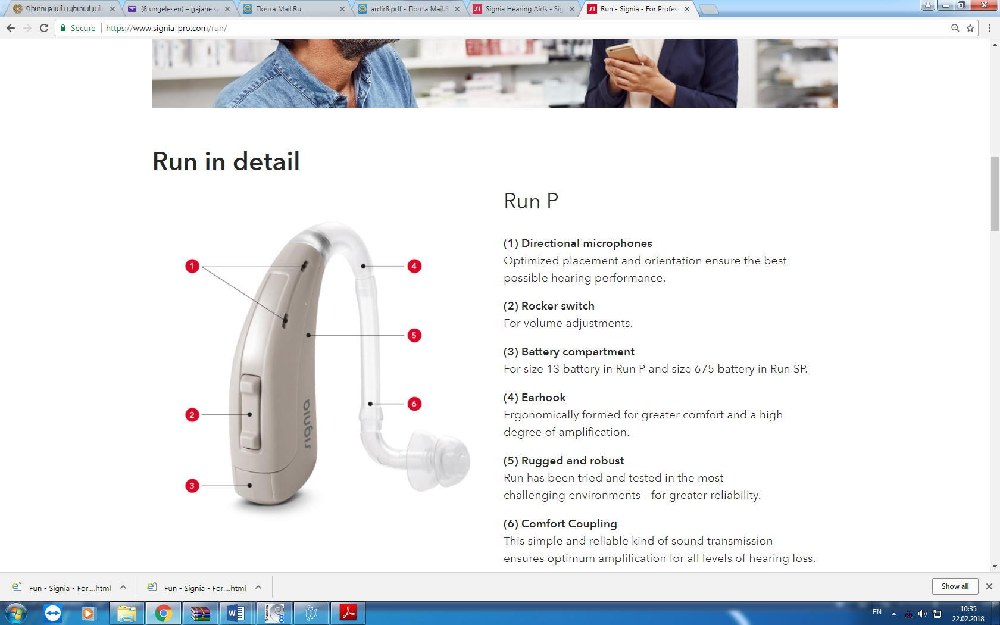 Գիտության պետական
(8 ungelesen) – gajane.sa
Почта Mail.Ru
ardir8.pdf - Почта Mail.R
Signia Hearing Aids - Sig
Run - Signia - For Profess
Secure
https://www.signia-pro.com/run/
Run in detail
Run P
(1) Directional microphones
Optimized placement and orientation ensure the best
possible hearing performance.
(2) Rocker switch
For volume adjustments.
(3) Battery compartment
For size 13 battery in Run P and size 675 battery in Run SP.
(4) Earhook
Ergonomically formed for greater comfort and a high
degree of amplification.
(5) Rugged and robust
Run has been tried and tested in the most
challenging environments – for greater reliability.
(6) Comfort Coupling
This simple and reliable kind of sound transmission
ensures optimum amplification for all levels of hearing loss.
1
4
5
6
2
3
signia
Fun - Signia - For....html
Fun - Signia - For....html
Show all
Connexx 8
EN
10:35
22.02.2018